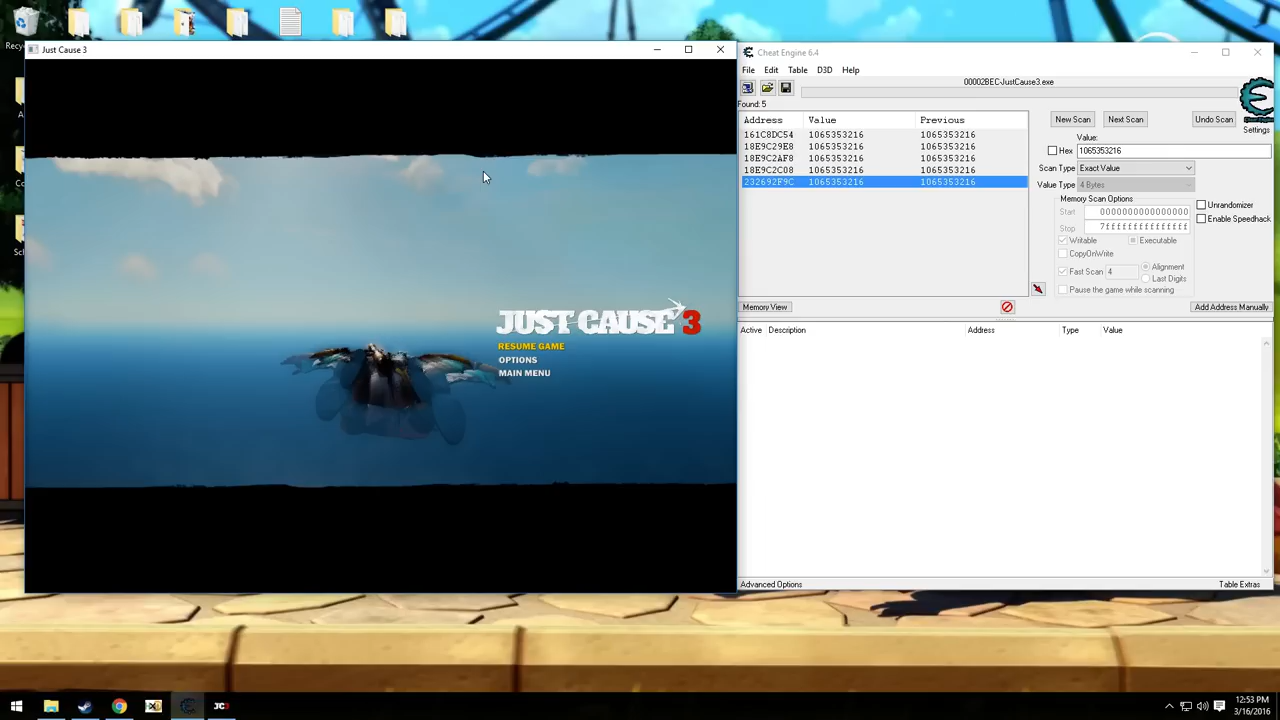 Just Cause 3
JUST CAUSE 3
RESUME GAME
OPTIONS
MAIN MENU
Cheat Engine 6.4
File Edit Table D3D Help
00002BEC-JustCause3.exe
Found: 5
Address Value Previous
161C8DC54 1065353216 1065353216
18E9C29E8 1065353216 1065353216
18E9C2AF8 1065353216 1065353216
18E9C2C08 1065353216 1065353216
232692F9C 1065353216 1065353216
New Scan Next Scan Undo Scan
Settings
Value:
Hex 1065353216
Scan Type Exact Value
Value Type 4 Bytes
Memory Scan Options
Start 0000000000000000
Stop 7fffffffffffffff
Writable Executable
CopyOnWrite
Fast Scan 4 Alignment
Last Digits
Pause the game while scanning
Unrandomizer
Enable Speedhack
Memory View Add Address Manually
Active Description Address Type Value
Advanced Options Table Extras
JC3
12:53 PM
3/16/2016